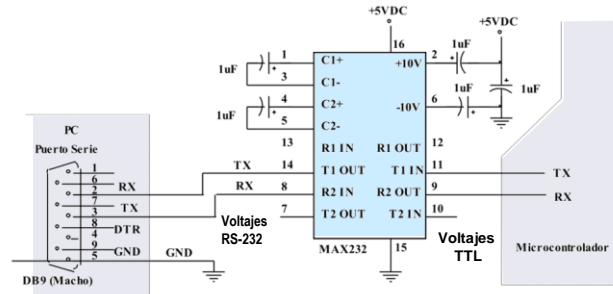 +5VDC
+5VDC
16
1uF
1 C1+ +10V 2
1uF
3 C1-
1uF
1uF
4 C2+ -10V 6
1uF
5 C2-
13 R1 IN R1 OUT 12
TX 14 T1 OUT T1 IN 11 TX
RX 8 R2 IN R2 OUT 9 RX
7 T2 OUT T2 IN 10
MAX232 15
Voltajes
RS-232
Voltajes
TTL
Microcontrolador
PC
Puerto Serie
1
6
2 RX
7
3 TX
8 DTR
4
9
5 GND GND
DB9 (Macho)